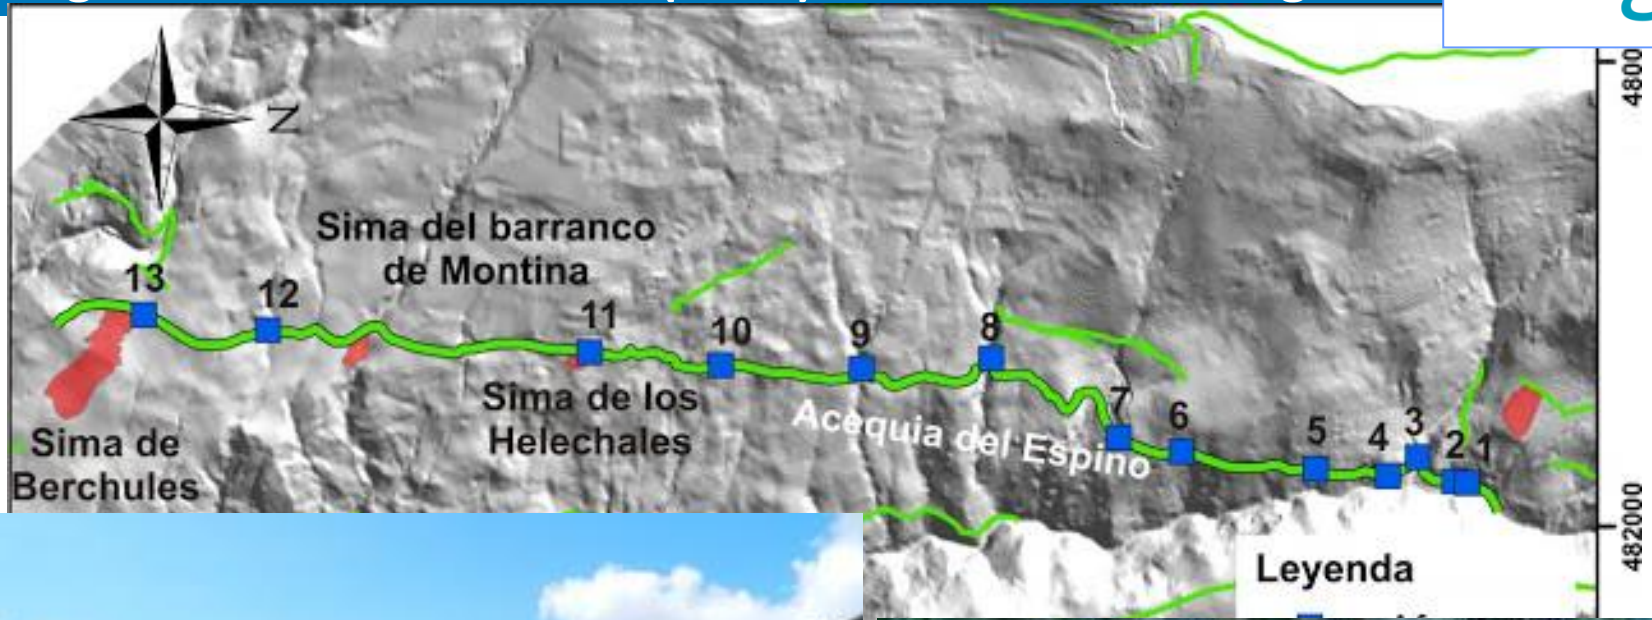 N
4800
Sima del barranco
de Montina
13
12
11
10
9
8
7
6
5
4
3
2
1
Sima de los
Helechales
Acequia del Espino
Sima de
Berchules
482000
Leyenda